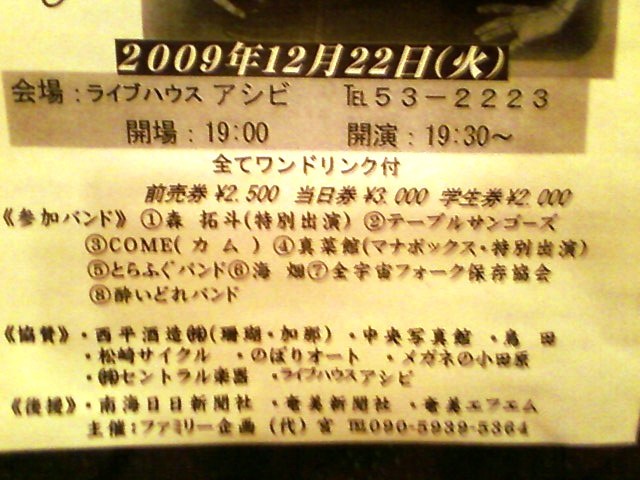 2009年12月22日(火)
会場:ライブハウス アシビ ℡53-2223
開場:19:00 開演:19:30~
全てワンドリンク付
前売券 ¥2.500 当日券¥3.000 学生券¥2.000
《参加バンド》 ①森 拓斗(特別出演) ②テーブルサンゴーズ
③COME(カム) ④真菜館(マナボックス・特別出演)
⑤とらふぐバンド⑥海 畑⑦全宇宙フォーク保存協会
⑧酔いどれバンド
《協賛》・西平酒造㈱(珊瑚・加那)・中央写真館 ・島 田
・松崎サイクル ・のぼりオート ・メガネの小田原
・㈱セントラル楽器 ・ライブハウスアシビ
《後援》・南海日日新聞社 ・奄美新聞社 ・奄美エフエム
主催:ファミリー企画(代)宮 ℡090-5939-5364